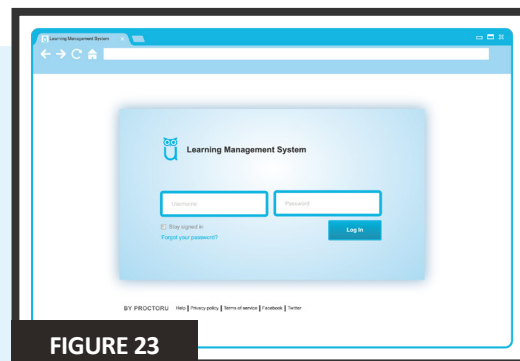 Learning Management System
Learning Management System
Username
Password
Stay signed in
Log In
Forgot your password?
BY PROCTORU Help | Privacy policy | Terms of service | Facebook | Twitter
FIGURE 23